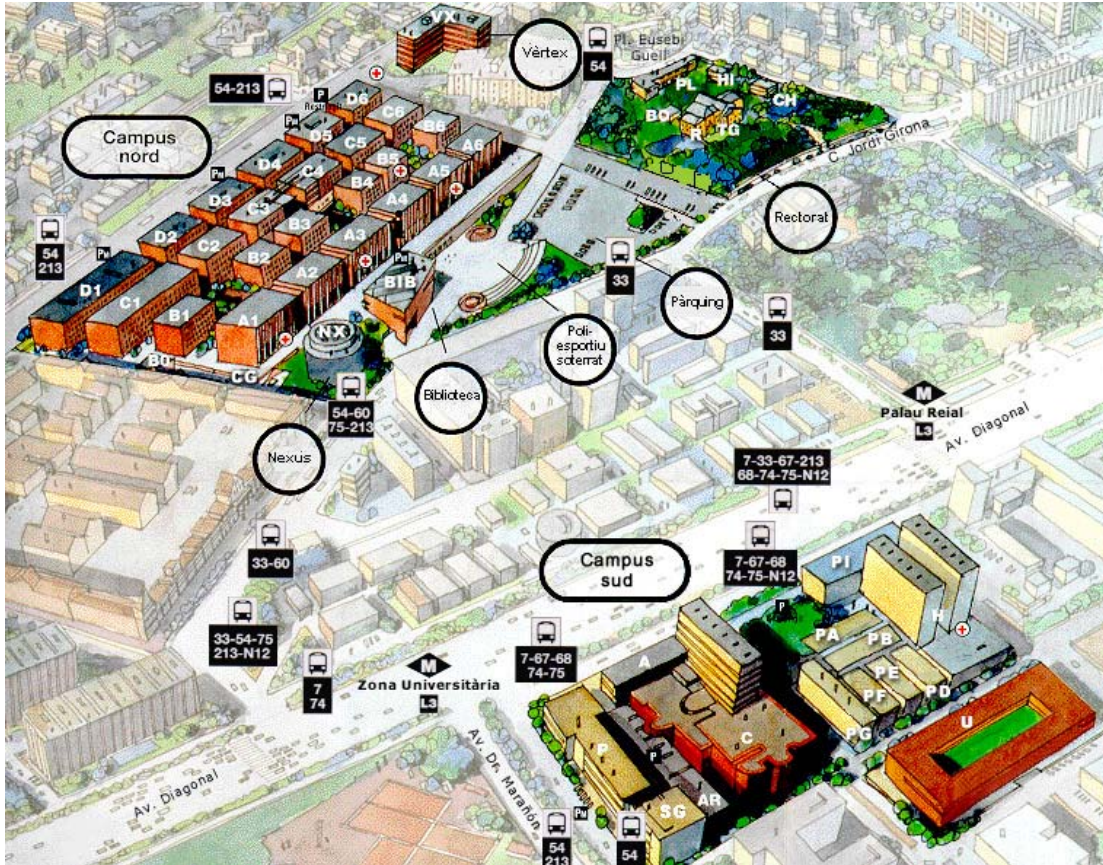 VX
Vèrtex
54
Pl. Eusebi
Güell
54-213
P
Restringit
PM
Campus
nord
D6
C6
B6
A6
D5
C5
B5
A5
D4
C4
B4
A4
D3
C3
B3
A3
D2
C2
B2
A2
D1
C1
B1
A1
PM
PM
54
213
B0
CG
NX
BIB
PM
PL
HI
CH
BO
R
TG
C. Jordi Girona
Rectorat
33
Pàrquing
33
Poli-
esportiu
soterrat
Biblioteca
54-60
75-213
Nexus
M
Palau Reial
L3
Av. Diagonal
7-33-67-213
68-74-75-N12
33-60
Campus
sud
7-67-68
74-75-N12
33-54-75
213-N12
7
74
M
Zona Universitària
L3
7-67-68
74-75
PI
H
P
PA
PB
PE
PF
PD
PG
U
A
P
C
P
AR
SG
Av. Diagonal
Av. Dr. Marañón
PM
54
213
54